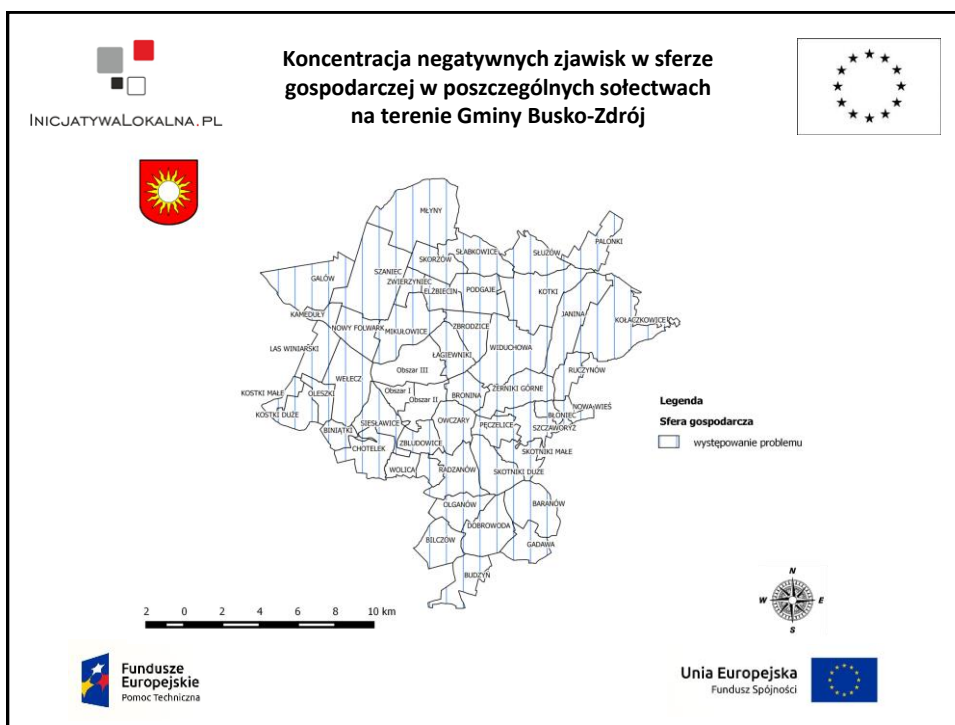 Koncentracja negatywnych zjawisk w sferze
gospodarczej w poszczególnych sołectwach
na terenie Gminy Busko-Zdrój
INICJATYWALOKALNA.PL
MŁYNY
PALONKI
SŁABKOWICE
SŁUŻÓW
SKORZÓW
SZANIEC
GALÓW
ZWIERZYNIEC
ELŻBIECIN
PODGAJE
KOTKI
KAMEDUŁY
JANINA
KOŁACZKOWICE
NOWY FOLWARK
MIKUŁOWICE
ZBRODZICE
LAS WINIARSKI
ŁAGIEWNIKI
WIDUCHOWA
Obszar III
RUCZYNÓW
WEŁECZ
KOSTKI MAŁE
OLESZKI
Obszar I
Obszar II
BRONINA
ŻERNIKI GÓRNE
NOWA WIEŚ
KOSTKI DUŻE
BŁONIEC
BINIĄTKI
SIESŁAWICE
OWCZARY
PĘCZELICE
SZCZAWORYŻ
CHOTELEK
ZBLUDOWICE
SKOTNIKI MAŁE
WOLICA
RADZANÓW
SKOTNIKI DUŻE
OLGANÓW
BARANÓW
DOBROWODA
BILCZÓW
GADAWA
BUDZYŃ
Legenda
Sfera gospodarcza
występowanie problemu
2 0 2 4 6 8 10 km
N
W E
S
Fundusze
Europejskie
Pomoc Techniczna
Unia Europejska
Fundusz Spójności